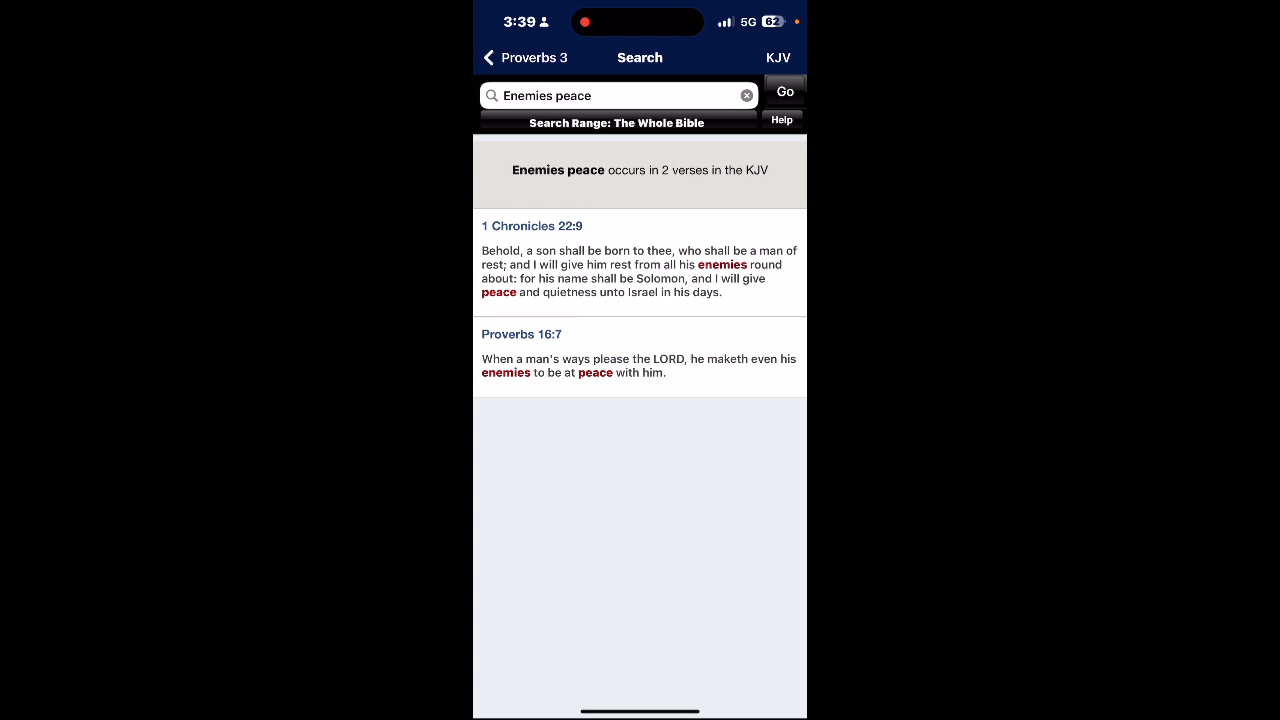 3:39 5G 62
Proverbs 3 Search KJV
Enemies peace Go
Search Range: The Whole Bible Help
Enemies peace occurs in 2 verses in the KJV
1 Chronicles 22:9
Behold, a son shall be born to thee, who shall be a man of
rest; and I will give him rest from all his enemies round
about: for his name shall be Solomon, and I will give
peace and quietness unto Israel in his days.
Proverbs 16:7
When a man's ways please the LORD, he maketh even his
enemies to be at peace with him.